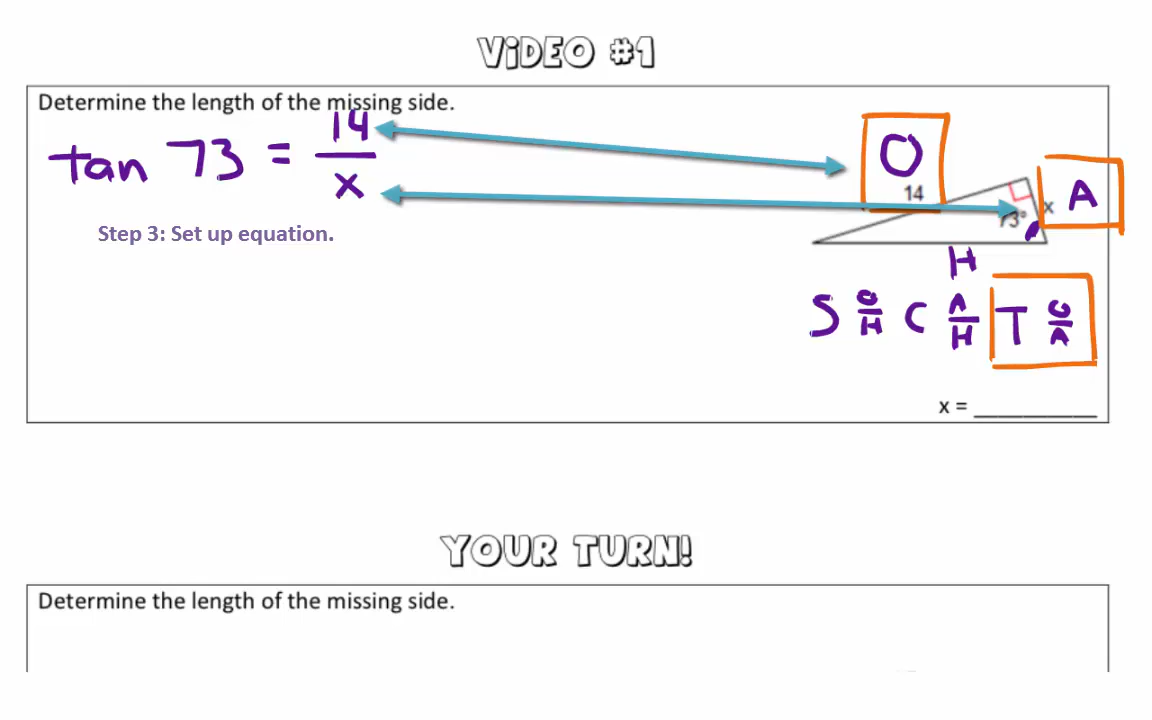 VIDEO #1
Determine the length of the missing side.
tan 73 = 14/x
Step 3: Set up equation.
O
14
A
x
73°
H
S O/H C A/H T O/A
x = ___________
YOUR TURN!
Determine the length of the missing side.